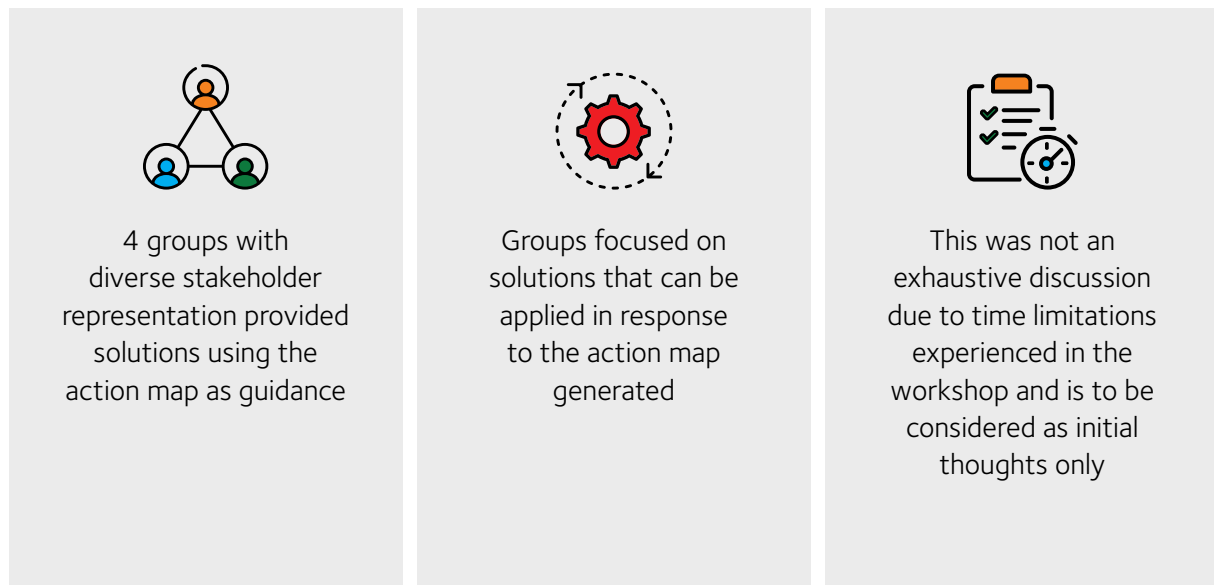 4 groups with
diverse stakeholder
representation provided
solutions using the
action map as guidance
Groups focused on
solutions that can be
applied in response
to the action map
generated
This was not an
exhaustive discussion
due to time limitations
experienced in the
workshop and is to be
considered as initial
thoughts only